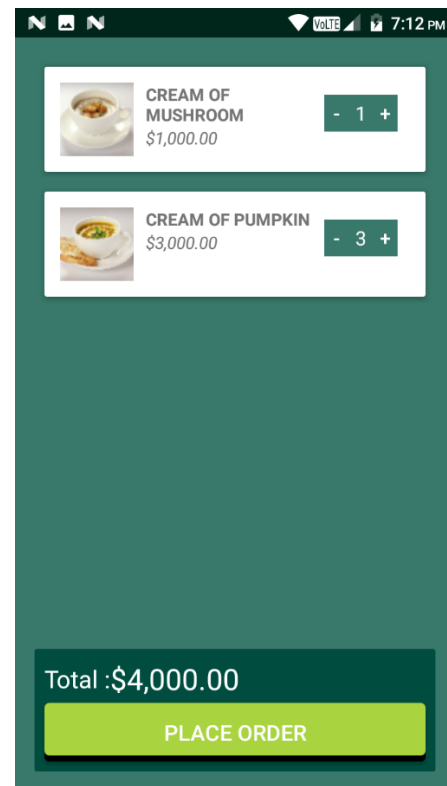 VoLTE 7:12 PM
CREAM OF
MUSHROOM
$1,000.00
- 1 +
CREAM OF PUMPKIN
$3,000.00
- 3 +
Total :$4,000.00
PLACE ORDER